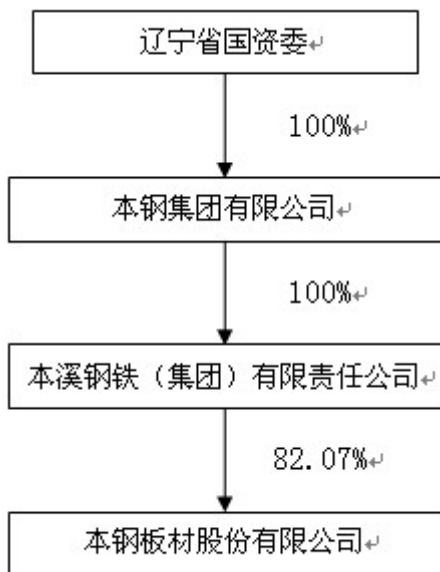 辽宁省国资委
100%
本钢集团有限公司
100%
本溪钢铁（集团）有限责任公司
82.07%
本钢板材股份有限公司